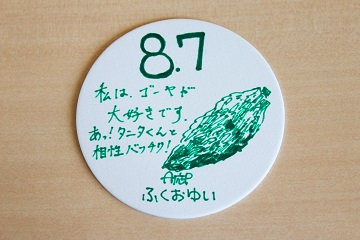 8.7
私は、ゴーヤが
大好きです。
あっ!タニタくんと
相性バッチリ!
ふくおゆい